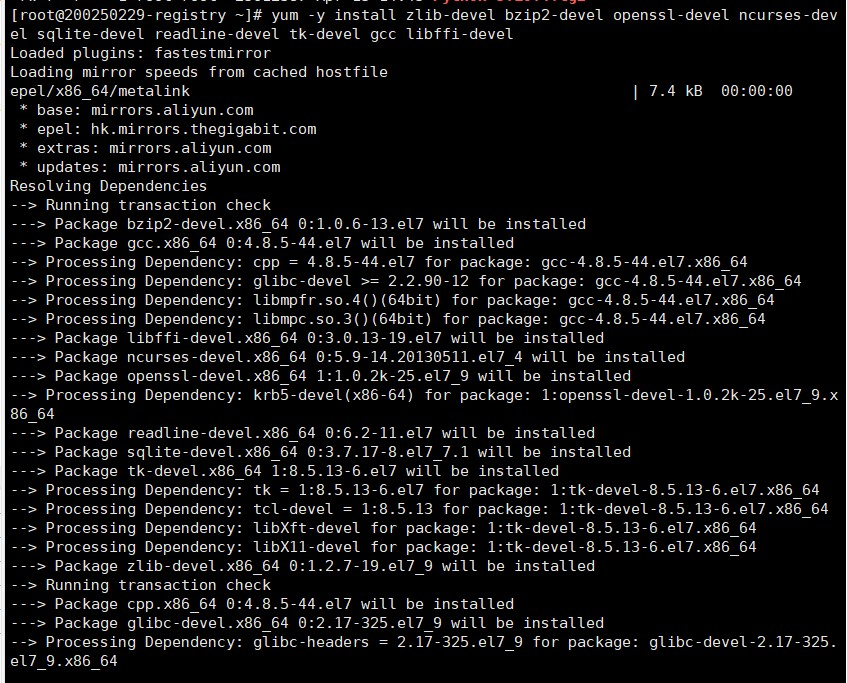 [root@200250229-registry ~]# yum -y install zlib-devel bzip2-devel openssl-devel ncurses-dev
el sqlite-devel readline-devel tk-devel gcc libffi-devel
Loaded plugins: fastestmirror
Loading mirror speeds from cached hostfile
epel/x86_64/metalink | 7.4 kB 00:00:00
* base: mirrors.aliyun.com
* epel: hk.mirrors.thegigabit.com
* extras: mirrors.aliyun.com
* updates: mirrors.aliyun.com
Resolving Dependencies
--> Running transaction check
---> Package bzip2-devel.x86_64 0:1.0.6-13.el7 will be installed
---> Package gcc.x86_64 0:4.8.5-44.el7 will be installed
--> Processing Dependency: cpp = 4.8.5-44.el7 for package: gcc-4.8.5-44.el7.x86_64
--> Processing Dependency: glibc-devel >= 2.2.90-12 for package: gcc-4.8.5-44.el7.x86_64
--> Processing Dependency: libmpfr.so.4()(64bit) for package: gcc-4.8.5-44.el7.x86_64
--> Processing Dependency: libmpc.so.3()(64bit) for package: gcc-4.8.5-44.el7.x86_64
---> Package libffi-devel.x86_64 0:3.0.13-19.el7 will be installed
---> Package ncurses-devel.x86_64 0:5.9-14.20130511.el7_4 will be installed
---> Package openssl-devel.x86_64 1:1.0.2k-25.el7_9 will be installed
--> Processing Dependency: krb5-devel(x86-64) for package: 1:openssl-devel-1.0.2k-25.el7_9.x
86_64
---> Package readline-devel.x86_64 0:6.2-11.el7 will be installed
---> Package sqlite-devel.x86_64 0:3.7.17-8.el7_7.1 will be installed
---> Package tk-devel.x86_64 1:8.5.13-6.el7 will be installed
--> Processing Dependency: tk = 1:8.5.13-6.el7 for package: 1:tk-devel-8.5.13-6.el7.x86_64
--> Processing Dependency: tcl-devel = 1:8.5.13 for package: 1:tk-devel-8.5.13-6.el7.x86_64
--> Processing Dependency: libXft-devel for package: 1:tk-devel-8.5.13-6.el7.x86_64
--> Processing Dependency: libX11-devel for package: 1:tk-devel-8.5.13-6.el7.x86_64
---> Package zlib-devel.x86_64 0:1.2.7-19.el7_9 will be installed
--> Running transaction check
---> Package cpp.x86_64 0:4.8.5-44.el7 will be installed
---> Package glibc-devel.x86_64 0:2.17-325.el7_9 will be installed
--> Processing Dependency: glibc-headers = 2.17-325.el7_9 for package: glibc-devel-2.17-325.
el7_9.x86_64